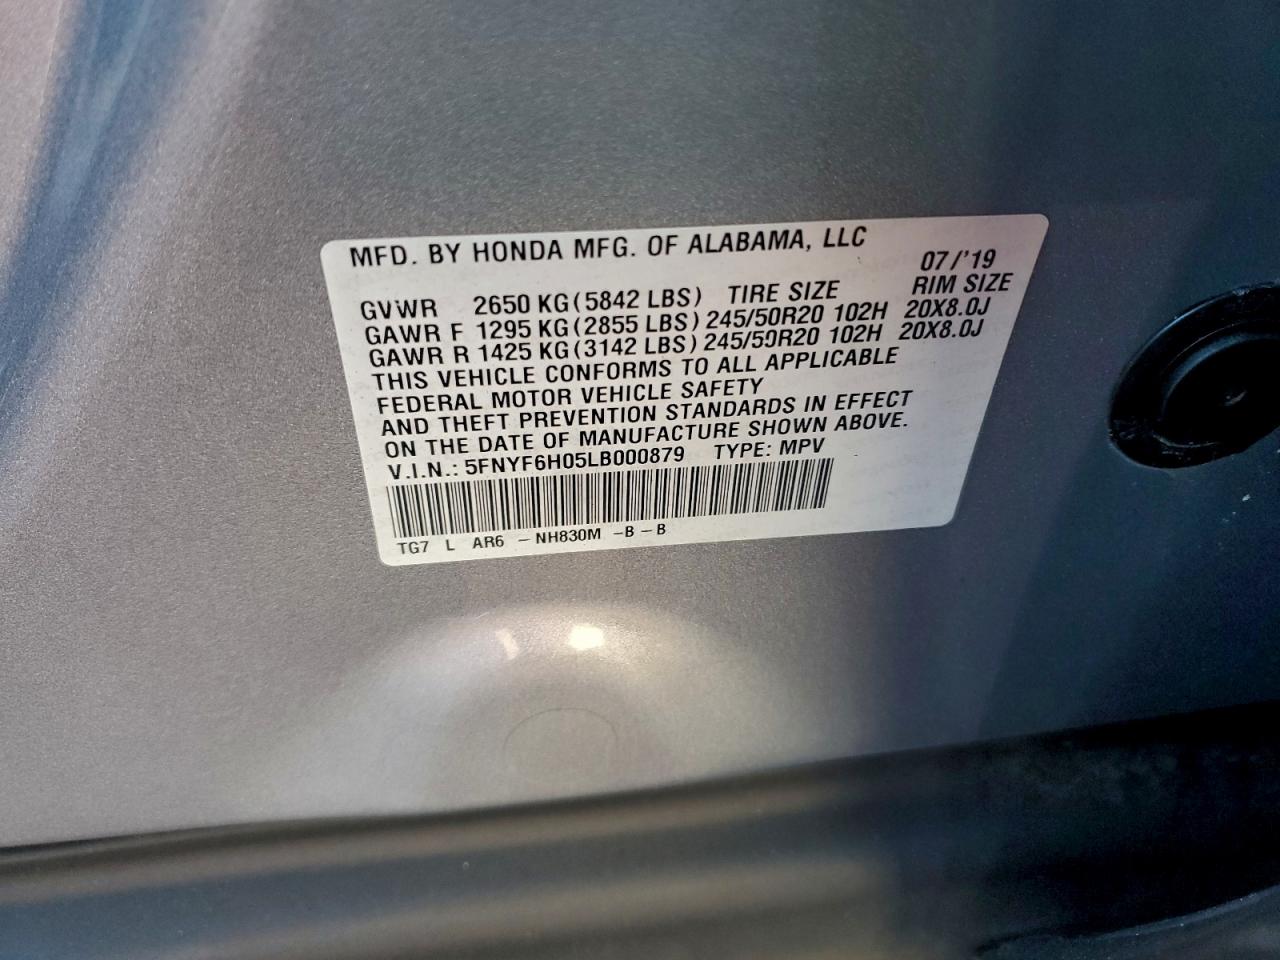 MFD. BY HONDA MFG. OF ALABAMA, LLC
07/'19
GVWR 2650 KG (5842 LBS) TIRE SIZE RIM SIZE
GAWR F 1295 KG (2855 LBS) 245/50R20 102H 20X8.0J
GAWR R 1425 KG (3142 LBS) 245/50R20 102H 20X8.0J
THIS VEHICLE CONFORMS TO ALL APPLICABLE
FEDERAL MOTOR VEHICLE SAFETY
AND THEFT PREVENTION STANDARDS IN EFFECT
ON THE DATE OF MANUFACTURE SHOWN ABOVE.
V.I.N.: 5FNYF6H05LB000879 TYPE: MPV
TG7 L AR6 - NH830M - B - B